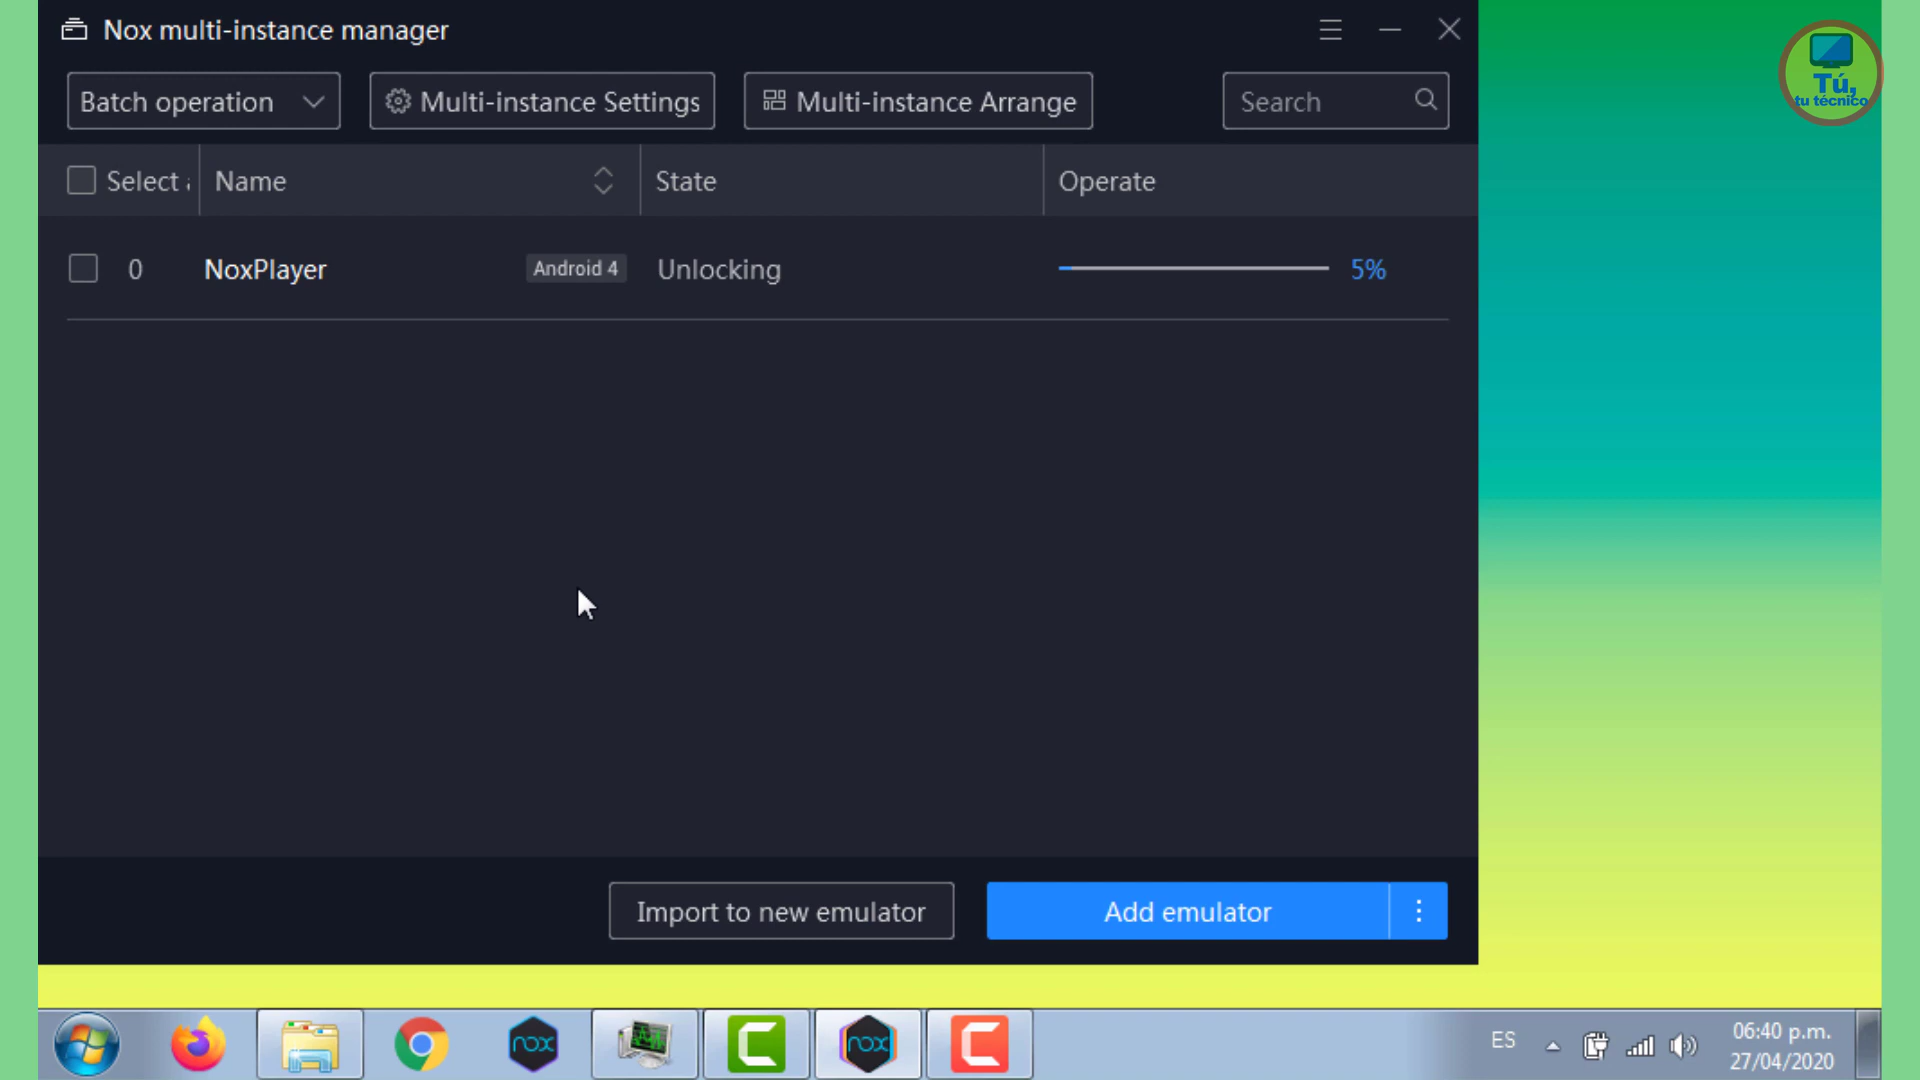 Nox multi-instance manager
Batch operation
Multi-instance Settings
Multi-instance Arrange
Search
Tú,
tu técnico
Select
Name
State
Operate
0
NoxPlayer
Android 4
Unlocking
5%
Import to new emulator
Add emulator
nox
nox
ES
06:40 p.m.
27/04/2020